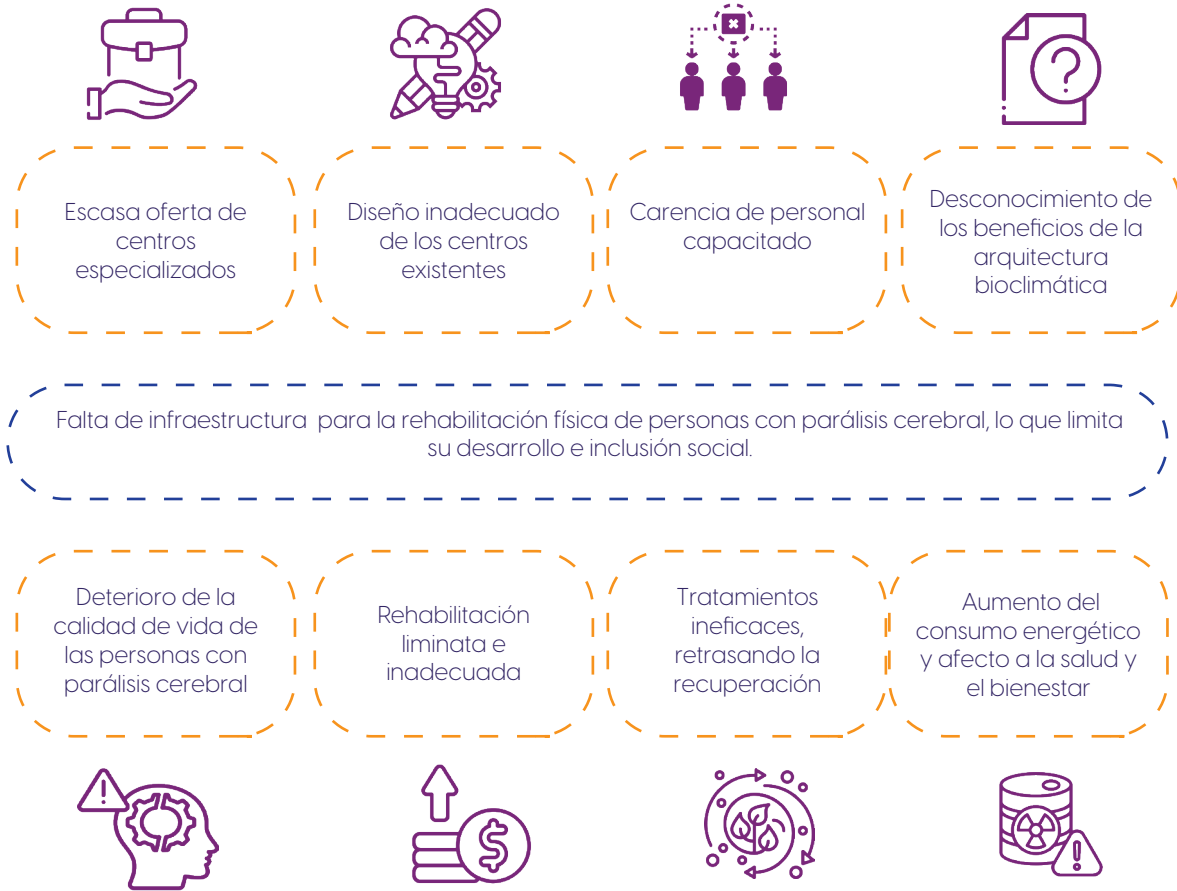 Escasa oferta de
centros
especializados
Diseño inadecuado
de los centros
existentes
Carencia de personal
capacitado
Desconocimiento de
los beneficios de la
arquitectura
bioclimática
Falta de infraestructura para la rehabilitación física de personas con parálisis cerebral, lo que limita
su desarrollo e inclusión social.
Deterioro de la
calidad de vida de
las personas con
parálisis cerebral
Rehabilitación
liminata e
inadecuada
Tratamientos
ineficaces,
retrasando la
recuperación
Aumento del
consumo energético
y afecto a la salud y
el bienestar